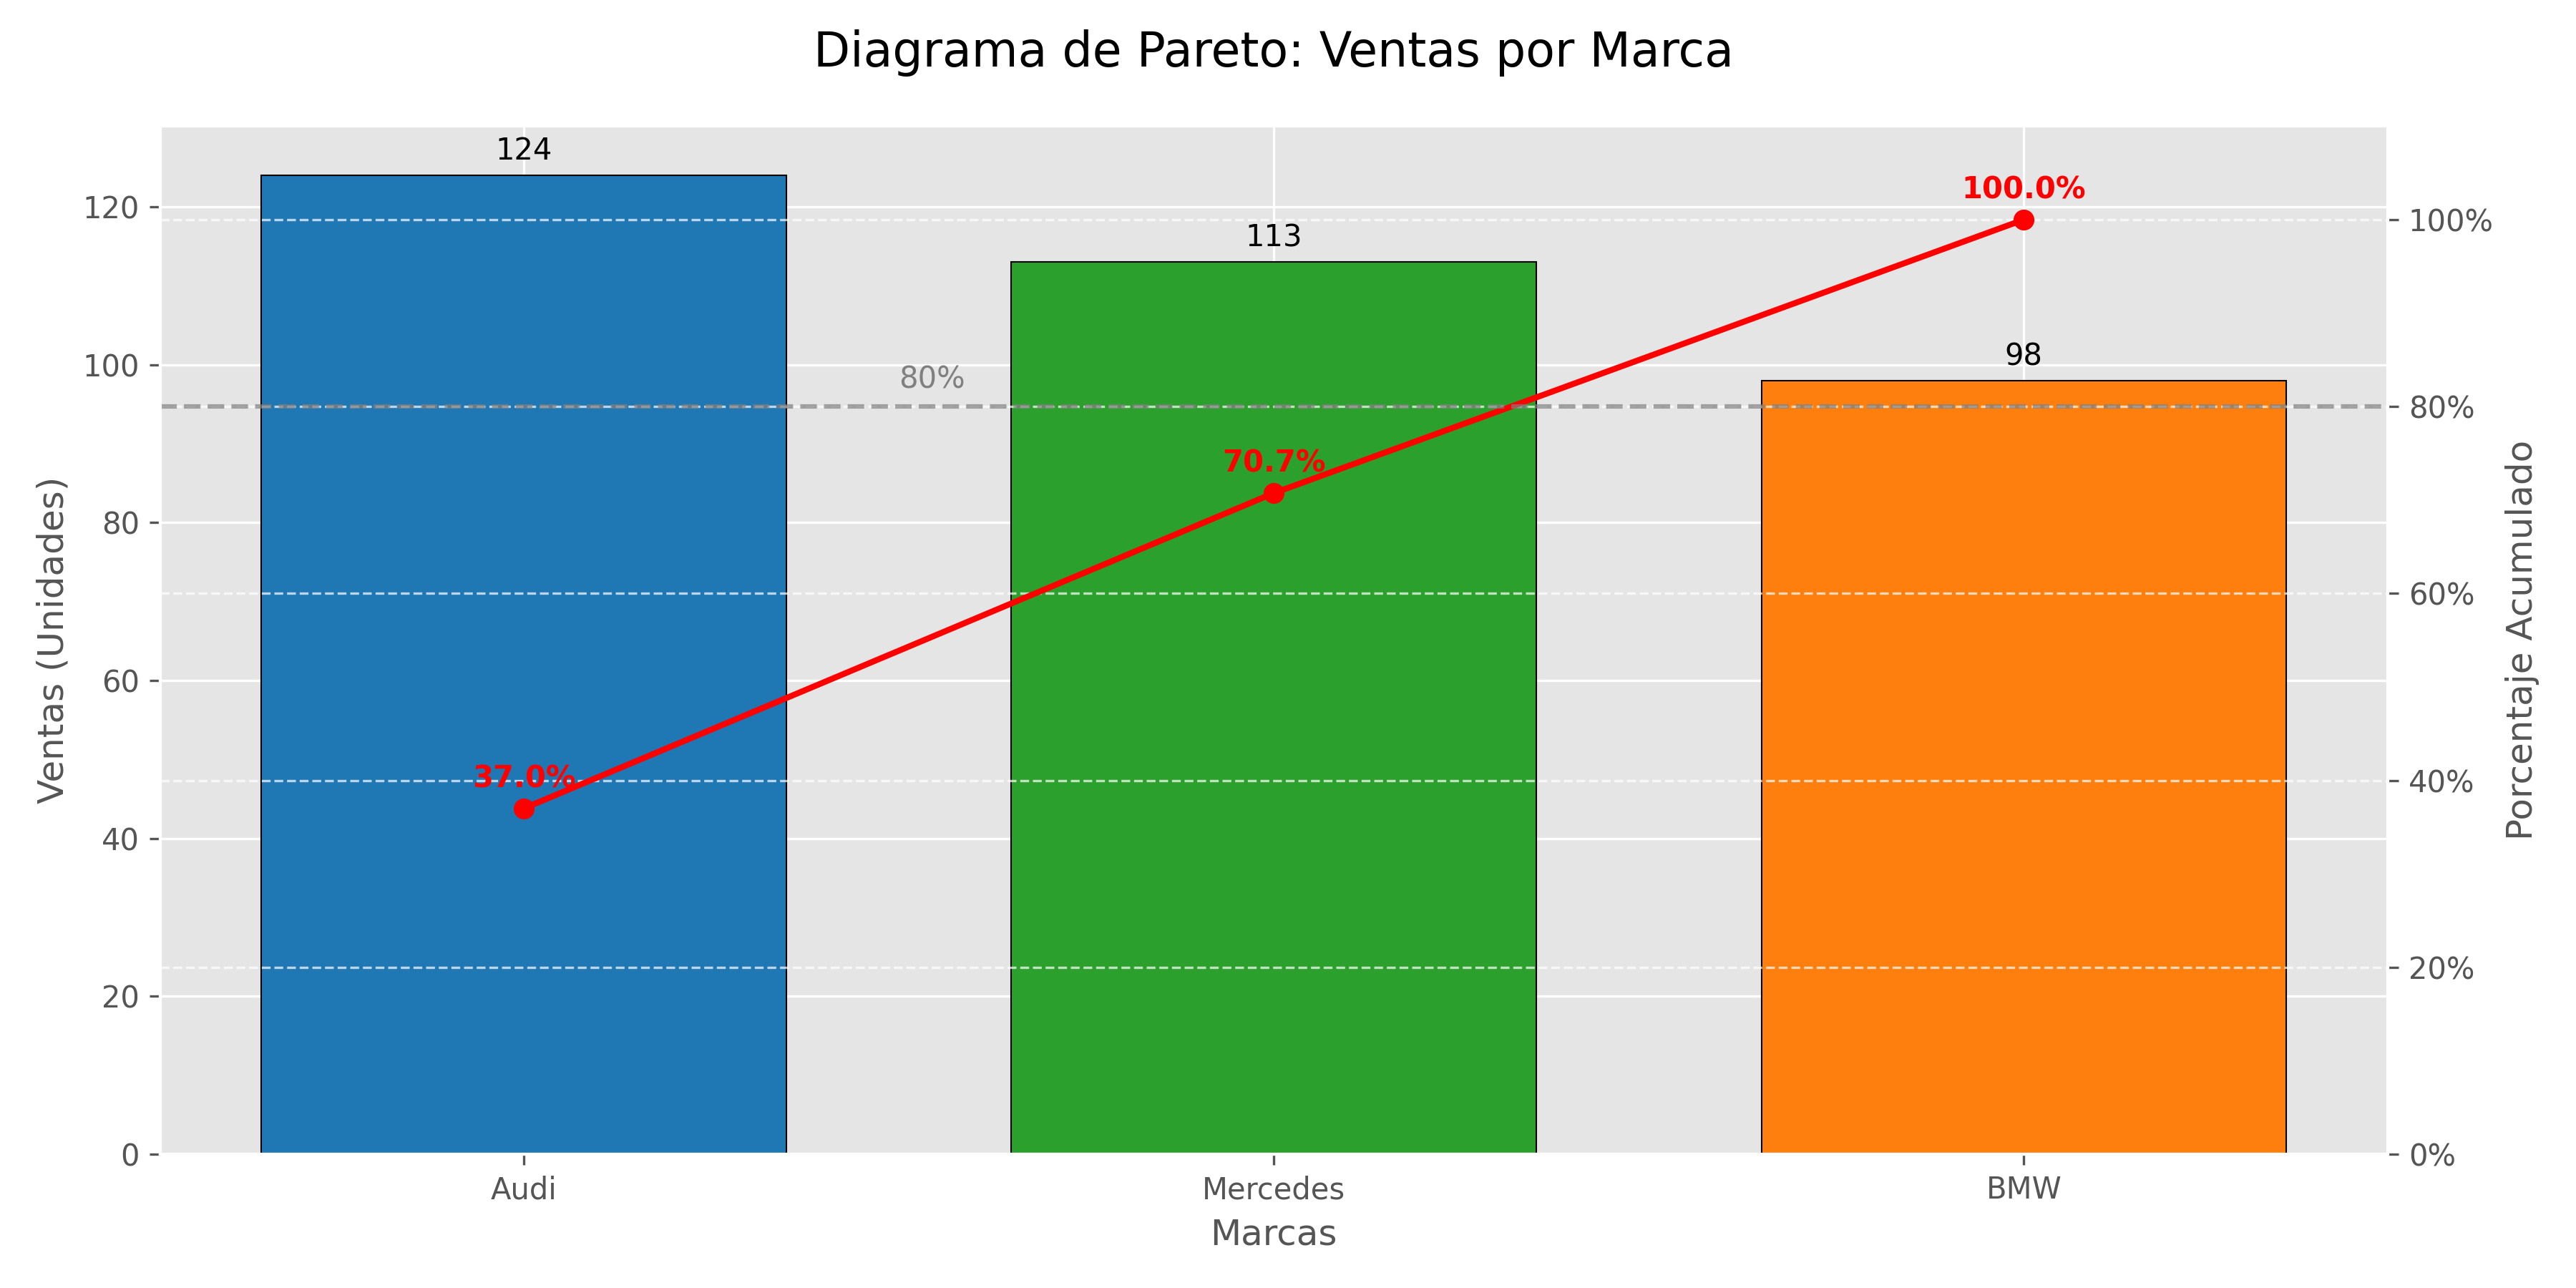 Diagrama de Pareto: Ventas por Marca
Ventas (Unidades)
120
100
80
60
40
20
0
124
113
98
80%
37.0%
70.7%
100.0%
100%
80%
60%
40%
20%
0%
Porcentaje Acumulado
Audi
Mercedes
BMW
Marcas